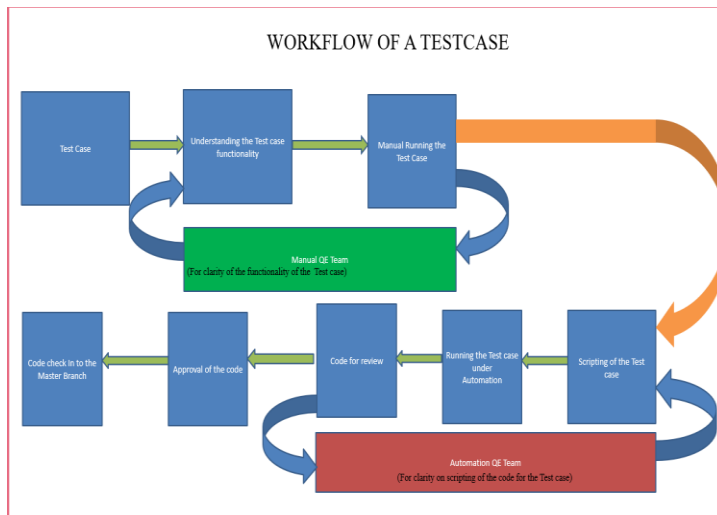 WORKFLOW OF A TESTCASE
Test Case
Understanding the Test case
functionality
Manual Running the
Test Case
Manual QE Team
(For clarity of the functionality of the Test case)
Code check In to the
Master Branch
Approval of the code
Code for review
Running the Test case
under
Automation
Scripting of the Test
case
Automation QE Team
(For clarity on scripting of the code for the Test case)